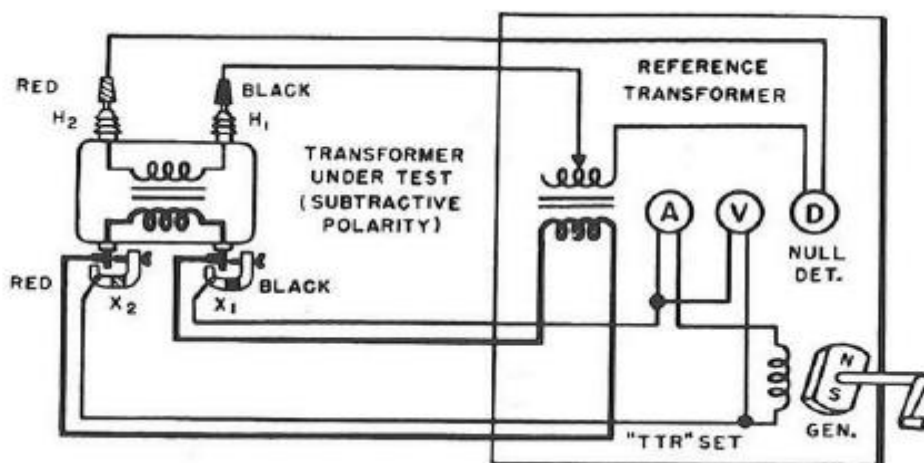 RED
BLACK
H₂
H₁
TRANSFORMER
UNDER TEST
(SUBTRACTIVE
POLARITY)
REFERENCE
TRANSFORMER
A
V
D
NULL
DET.
RED
X₂
X₁
BLACK
N
S
GEN.
"TTR" SET